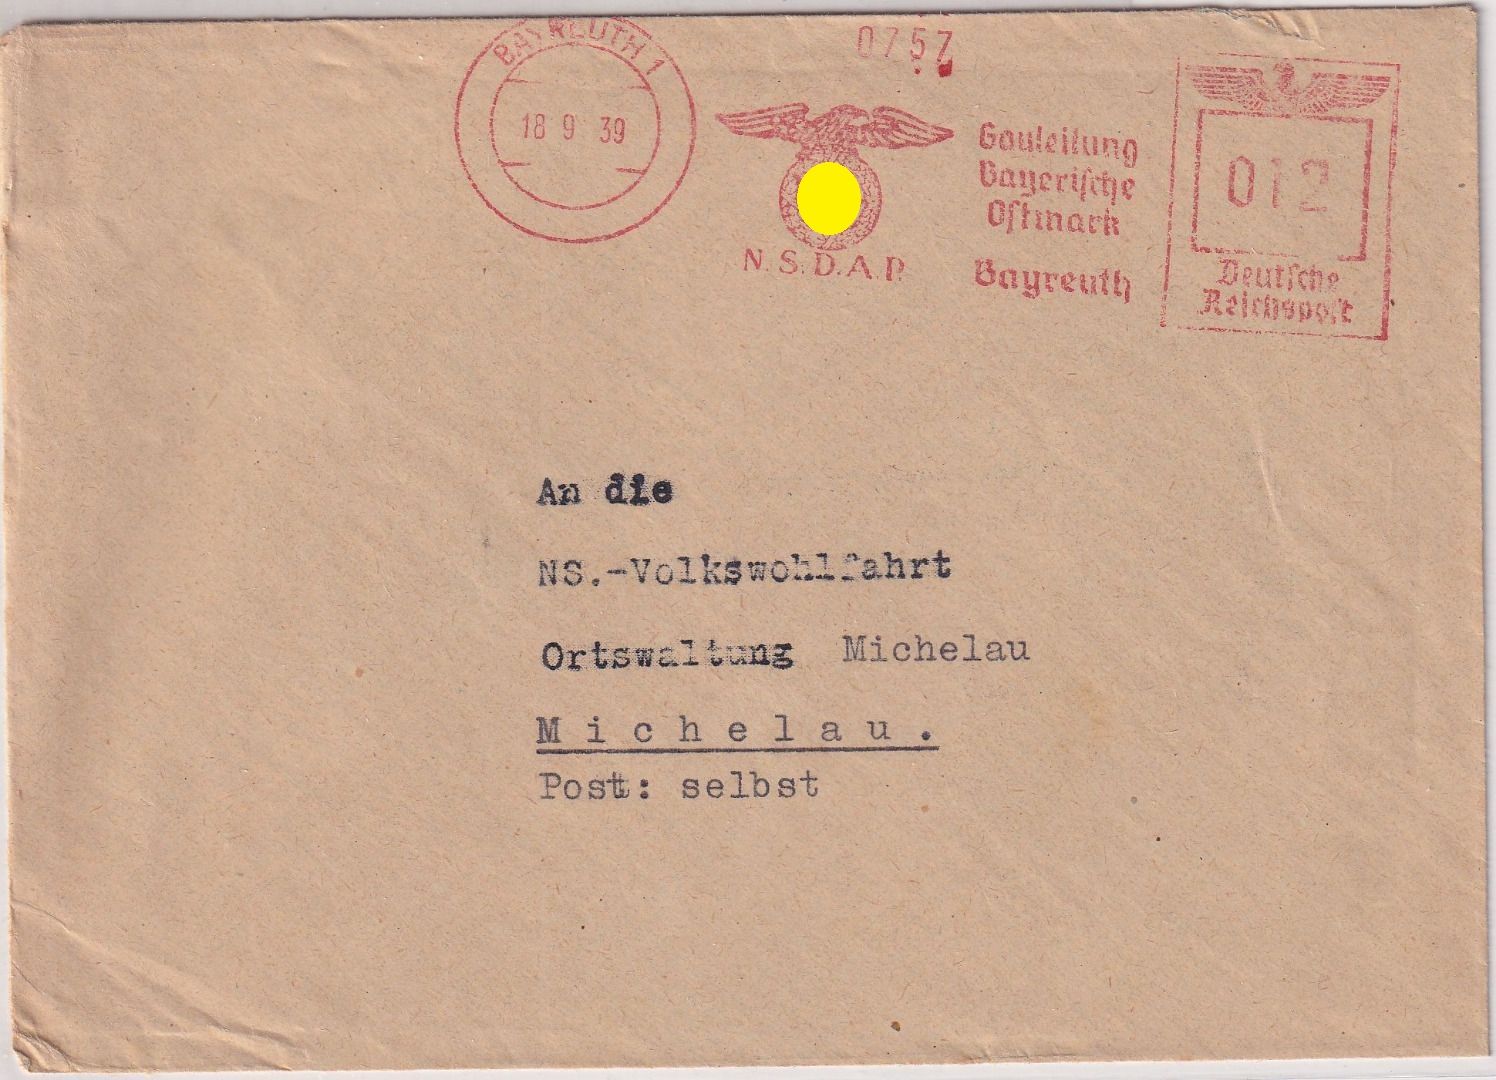 BAYREUTH 1
18 9 39
0757
N.S.D.A.P.
Gauleitung
Bayerische
Ostmark
Bayreuth
012
Deutsche
Reichspost
An die
NS.-Volkswohlfahrt
Ortswaltung Michelau
Michelau.
Post: selbst